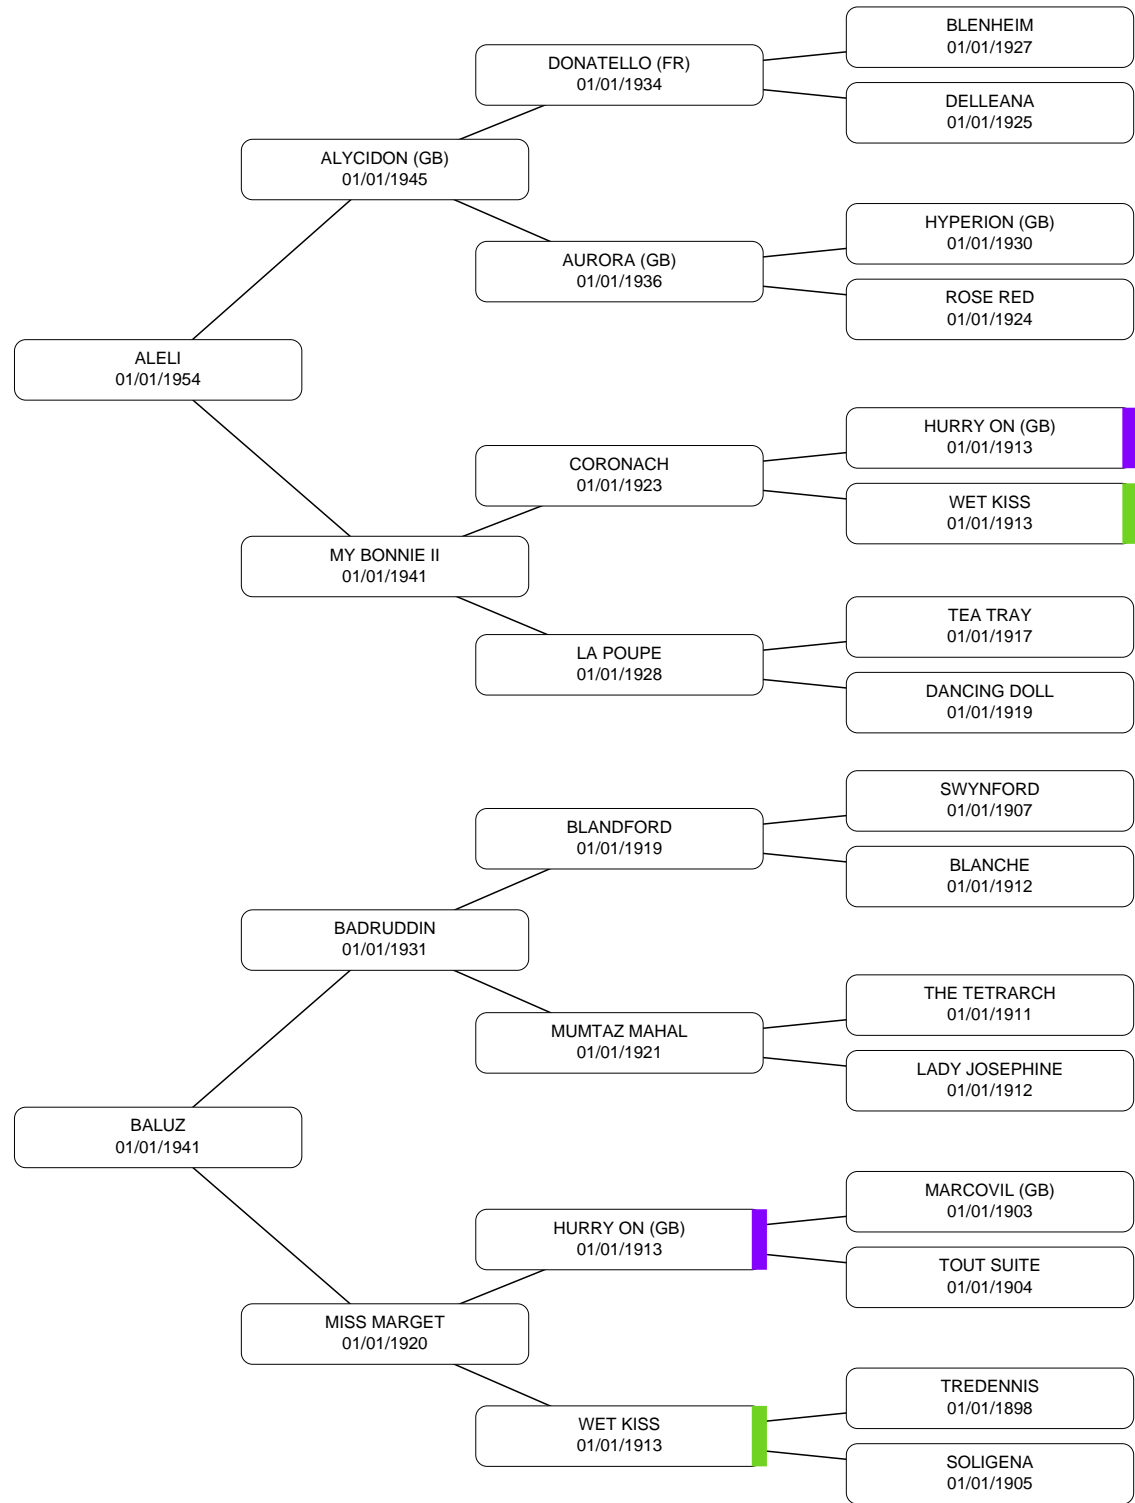 BLENHEIM
01/01/1927
DONATELLO (FR)
01/01/1934
DELLEANA
01/01/1925
ALYCIDON (GB)
01/01/1945
HYPERION (GB)
01/01/1930
AURORA (GB)
01/01/1936
ROSE RED
01/01/1924
ALELI
01/01/1954
HURRY ON (GB)
01/01/1913
CORONACH
01/01/1923
WET KISS
01/01/1913
MY BONNIE II
01/01/1941
TEA TRAY
01/01/1917
LA POUPE
01/01/1928
DANCING DOLL
01/01/1919
SWYNFORD
01/01/1907
BLANDFORD
01/01/1919
BLANCHE
01/01/1912
BADRUDDIN
01/01/1931
THE TETRARCH
01/01/1911
MUMTAZ MAHAL
01/01/1921
LADY JOSEPHINE
01/01/1912
BALUZ
01/01/1941
MARCOVIL (GB)
01/01/1903
HURRY ON (GB)
01/01/1913
TOUT SUITE
01/01/1904
MISS MARGET
01/01/1920
TREDENNIS
01/01/1898
WET KISS
01/01/1913
SOLIGENA
01/01/1905